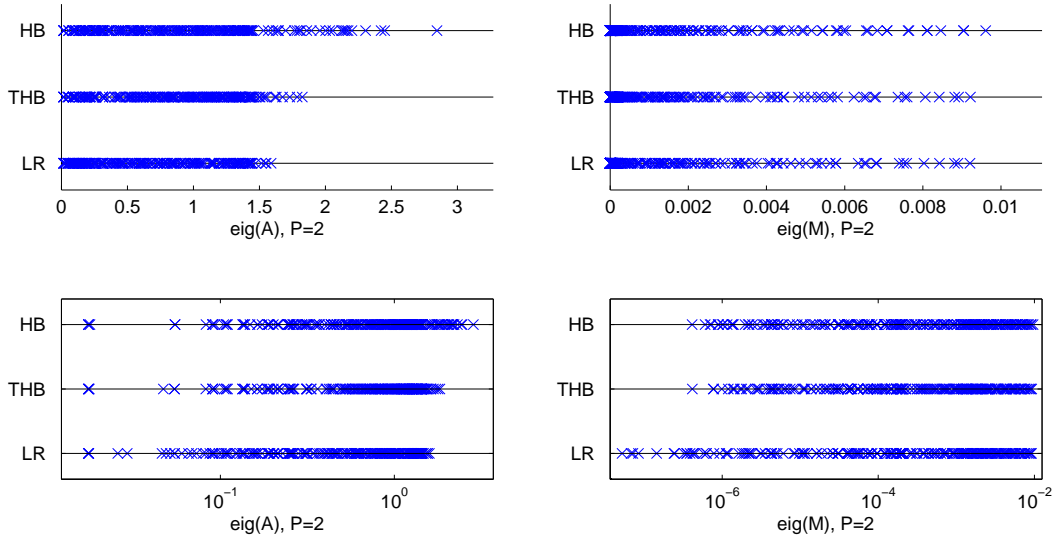 HB
THB
LR
0 0.5 1 1.5 2 2.5 3
eig(A), P=2
HB
THB
LR
0 0.002 0.004 0.006 0.008 0.01
eig(M), P=2
HB
THB
LR
10^-1 10^0
eig(A), P=2
HB
THB
LR
10^-6 10^-4 10^-2
eig(M), P=2